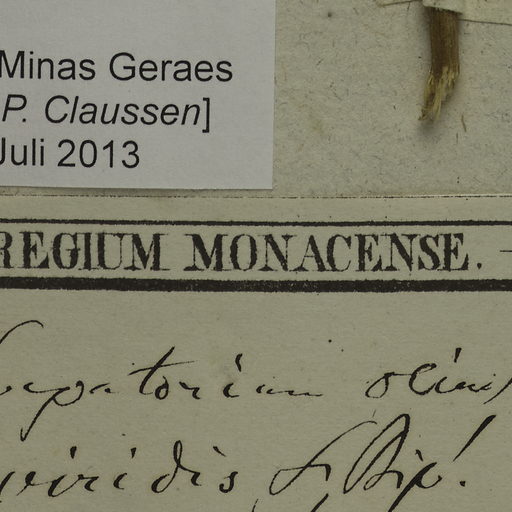 Minas Geraes
P. Claussen]
Juli 2013
REGIUM MONACENSE.
Eupatorium
viridis